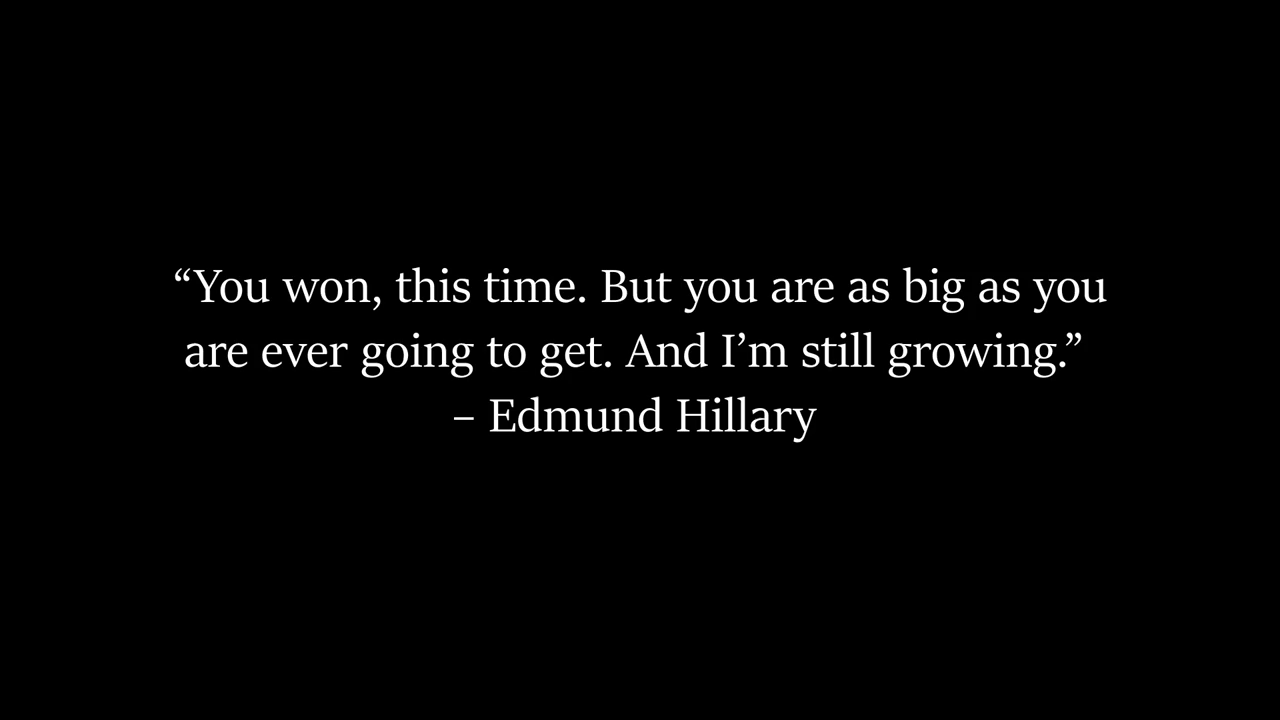 “You won, this time. But you are as big as you
are ever going to get. And I’m still growing.”
– Edmund Hillary